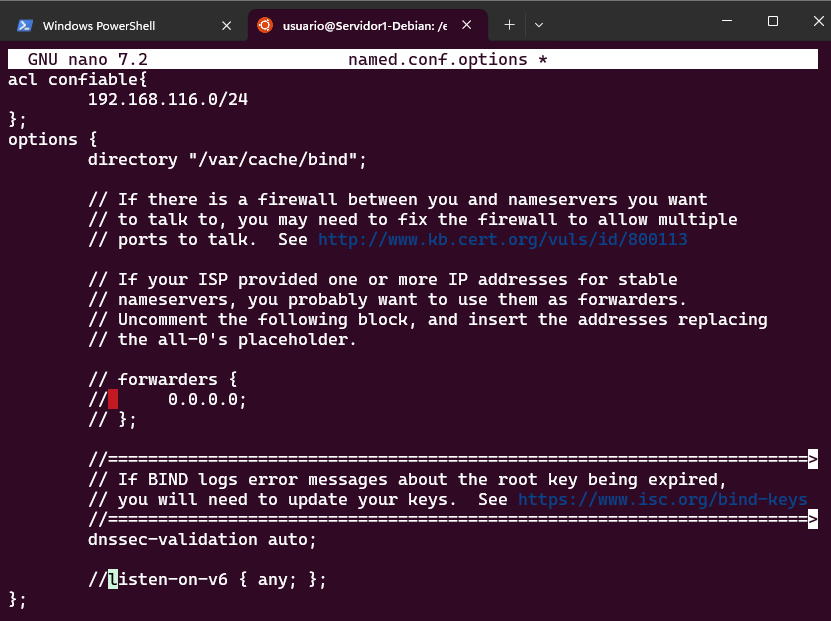 Windows PowerShell
usuario@Servidor1-Debian: /e
GNU nano 7.2 named.conf.options *
acl confiable{
192.168.116.0/24
};
options {
directory "/var/cache/bind";
// If there is a firewall between you and nameservers you want
// to talk to, you may need to fix the firewall to allow multiple
// ports to talk.  See http://www.kb.cert.org/vuls/id/800113
// If your ISP provided one or more IP addresses for stable
// nameservers, you probably want to use them as forwarders.
// Uncomment the following block, and insert the addresses replacing
// the all-0's placeholder.
// forwarders {
//      0.0.0.0;
// };
//======================================================================>
// If BIND logs error messages about the root key being expired,
// you will need to update your keys.  See https://www.isc.org/bind-keys
//======================================================================>
dnssec-validation auto;
//listen-on-v6 { any; };
};